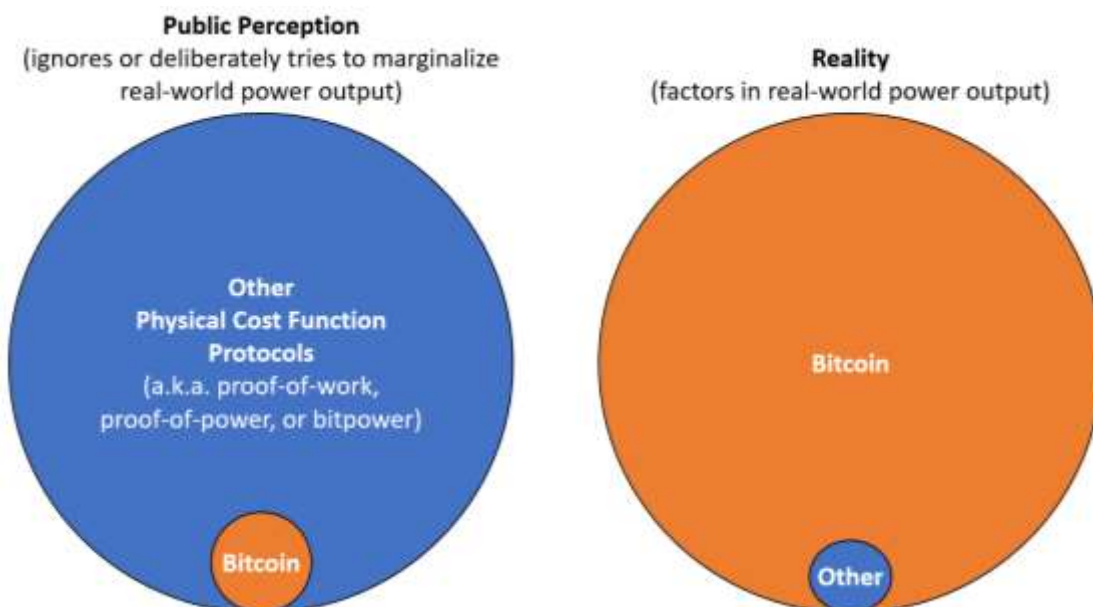 Public Perception
(ignores or deliberately tries to marginalize
real-world power output)
Other
Physical Cost Function
Protocols
(a.k.a. proof-of-work,
proof-of-power, or bitpower)
Bitcoin
Reality
(factors in real-world power output)
Bitcoin
Other